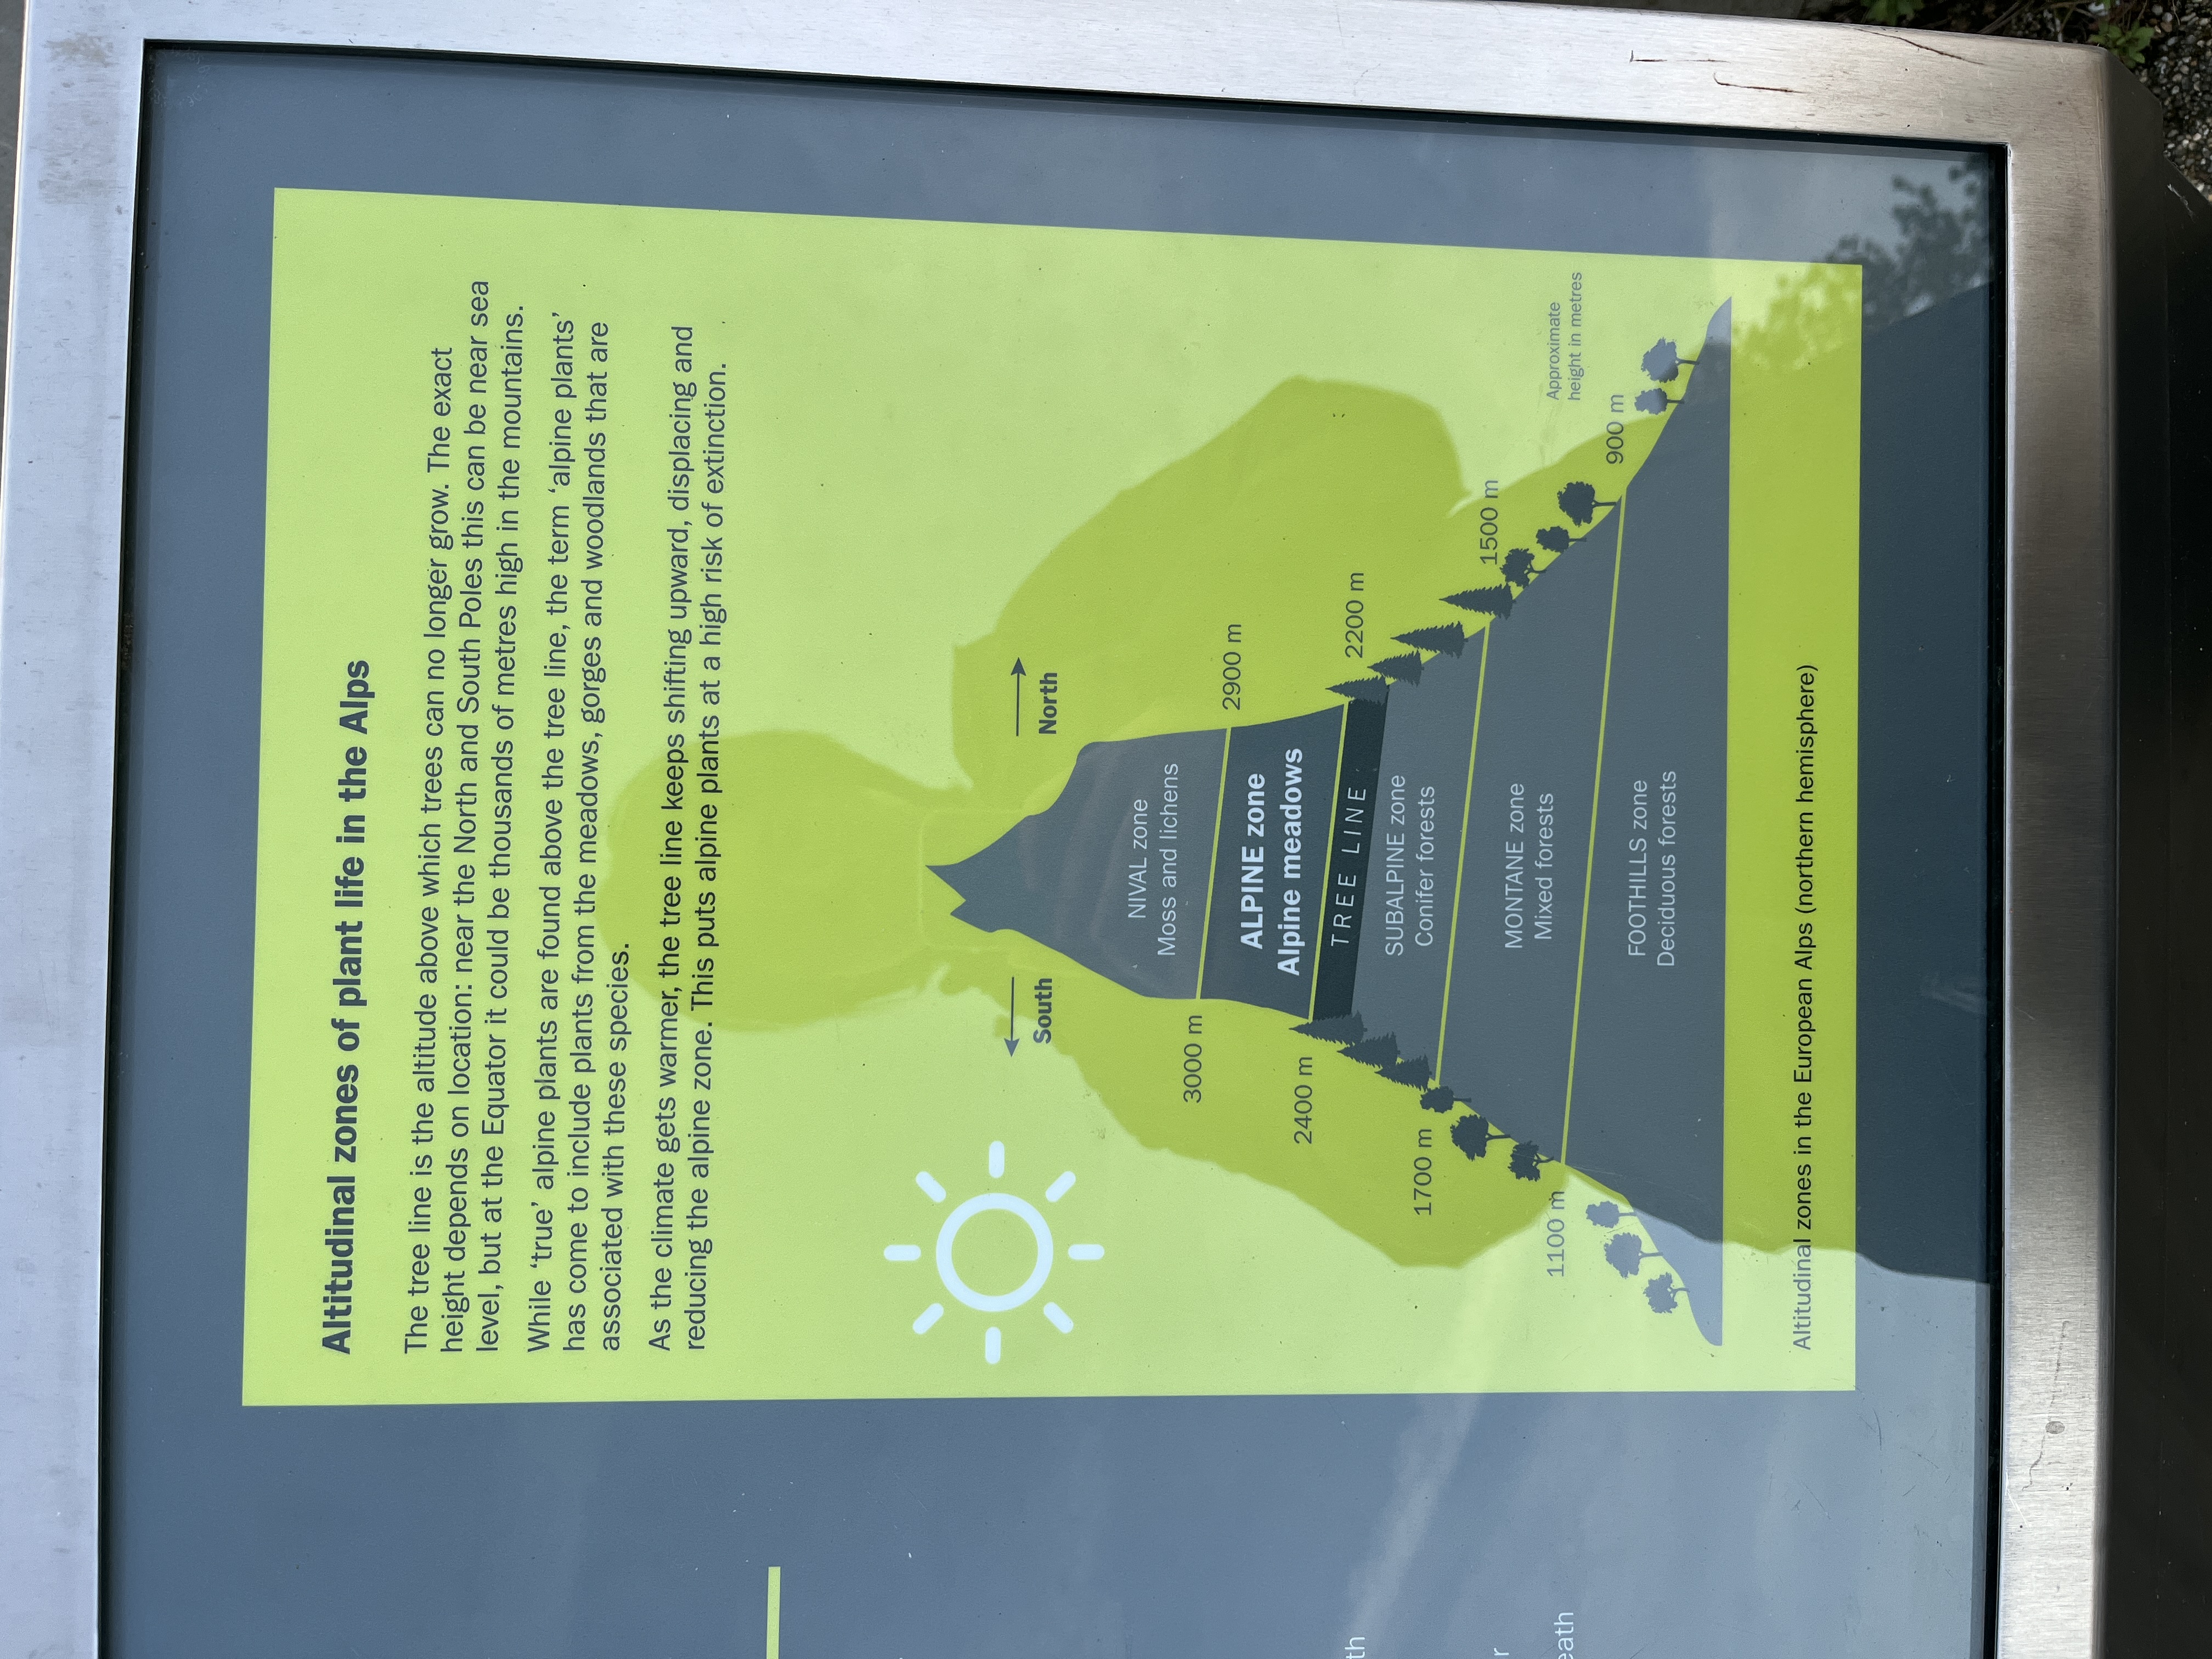 Altitudinal zones of plant life in the Alps
The tree line is the altitude above which trees can no longer grow. The exact
height depends on location: near the North and South Poles this can be near sea
level, but at the Equator it could be thousands of metres high in the mountains.
While ‘true’ alpine plants are found above the tree line, the term ‘alpine plants’
has come to include plants from the meadows, gorges and woodlands that are
associated with these species.
As the climate gets warmer, the tree line keeps shifting upward, displacing and
reducing the alpine zone. This puts alpine plants at a high risk of extinction.
South
North
NIVAL zone
Moss and lichens
3000 m
2900 m
ALPINE zone
Alpine meadows
2400 m
TREE LINE
2200 m
SUBALPINE zone
Conifer forests
1700 m
1500 m
MONTANE zone
Mixed forests
1100 m
Approximate
height in metres
900 m
FOOTHILLS zone
Deciduous forests
Altitudinal zones in the European Alps (northern hemisphere)